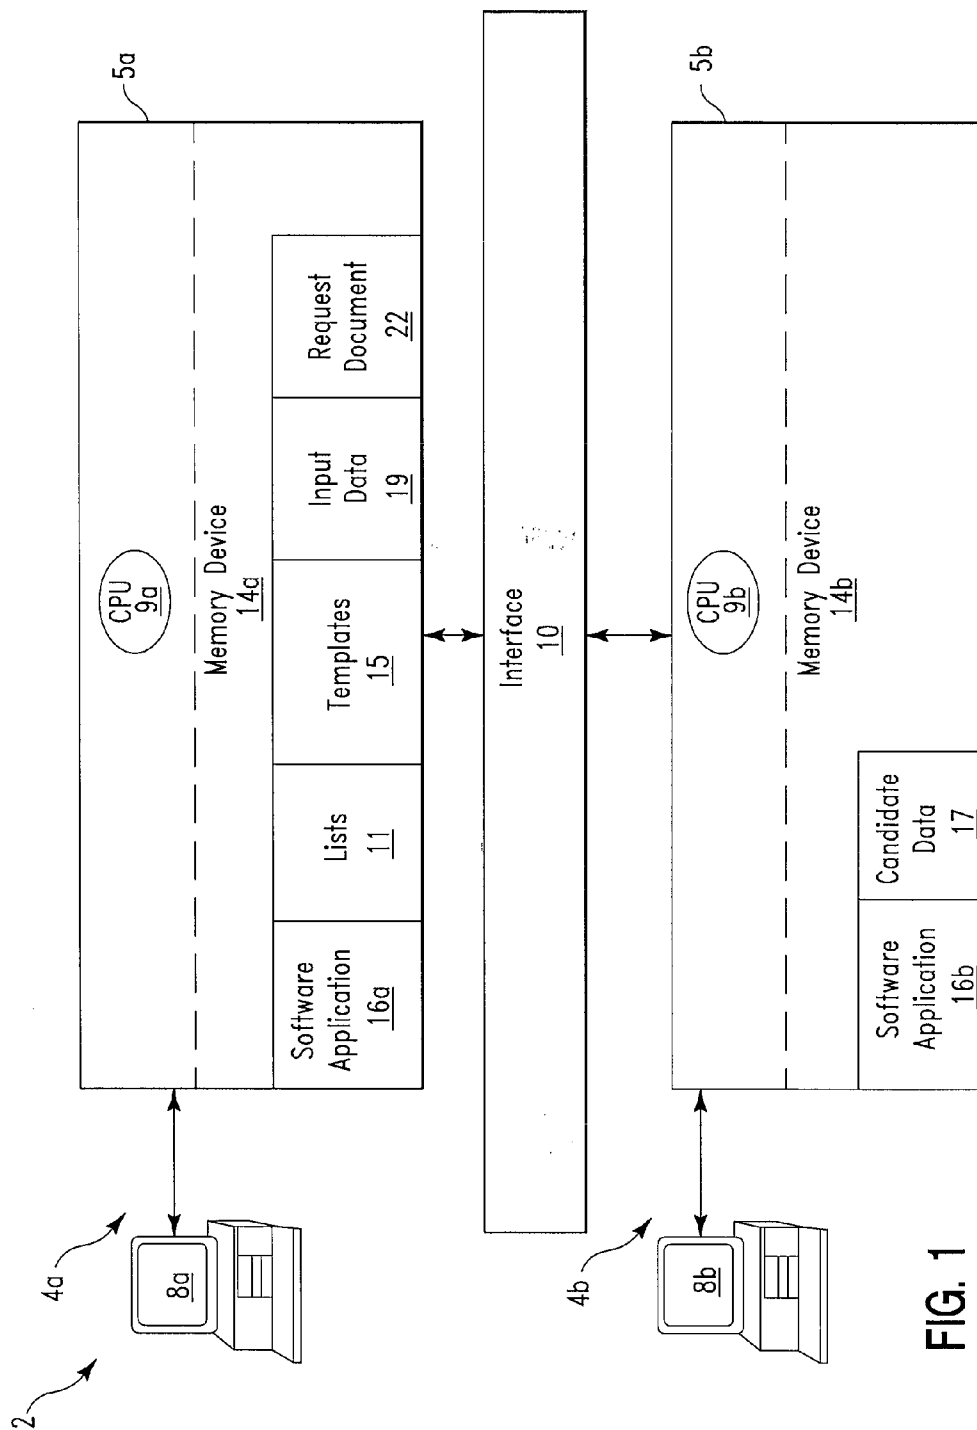 2
4a
8a
5a
CPU
9a
Memory Device
14a
Software
Application
16a
Lists
11
Templates
15
Input
Data
19
Request
Document
22
Interface
10
4b
8b
5b
CPU
9b
Memory Device
14b
Software
Application
16b
Candidate
Data
17
FIG. 1